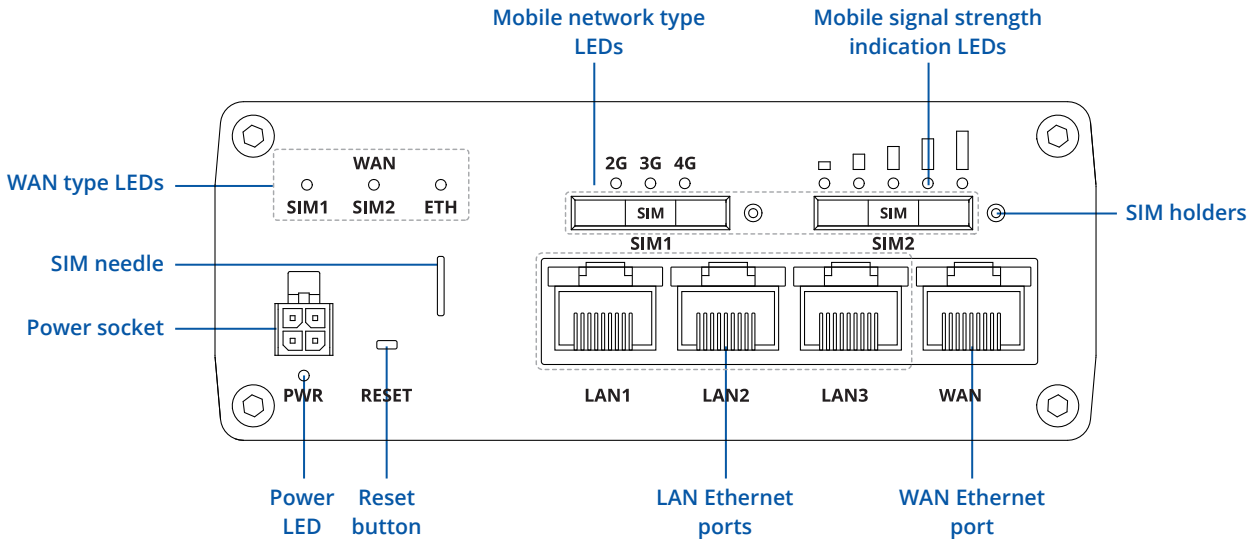 Mobile network type
LEDs
Mobile signal strength
indication LEDs
WAN
2G 3G 4G
WAN type LEDs
SIM1 SIM2 ETH
SIM SIM
SIM holders
SIM1 SIM2
SIM needle
Power socket
PWR RESET LAN1 LAN2 LAN3 WAN
Power
LED
Reset
button
LAN Ethernet
ports
WAN Ethernet
port